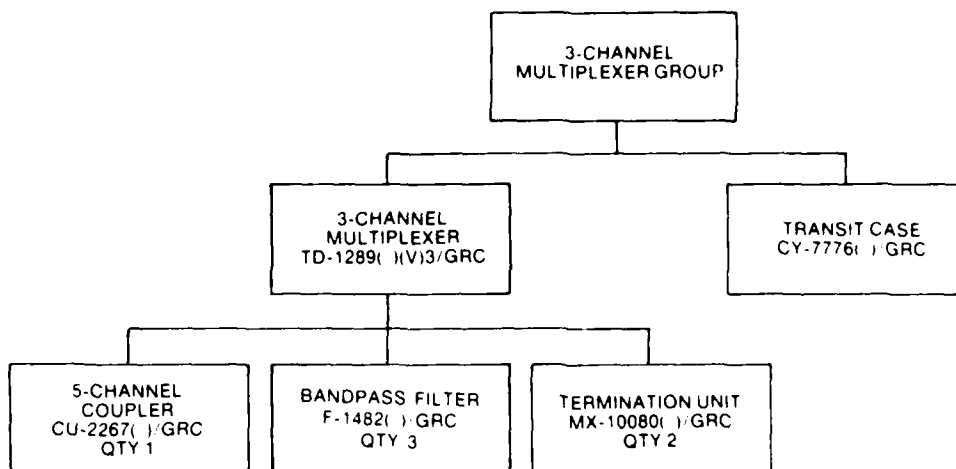 3-CHANNEL
MULTIPLEXER GROUP
3-CHANNEL
MULTIPLEXER
TD-1289( )(V)3/GRC
TRANSIT CASE
CY-7776( )/GRC
5-CHANNEL
COUPLER
CU-2267( )/GRC
QTY 1
BANDPASS FILTER
F-1482( )/GRC
QTY 3
TERMINATION UNIT
MX-10080( )/GRC
QTY 2